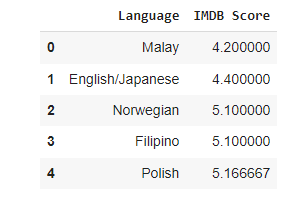 Language IMDB Score
0 Malay 4.200000
1 English/Japanese 4.400000
2 Norwegian 5.100000
3 Filipino 5.100000
4 Polish 5.166667